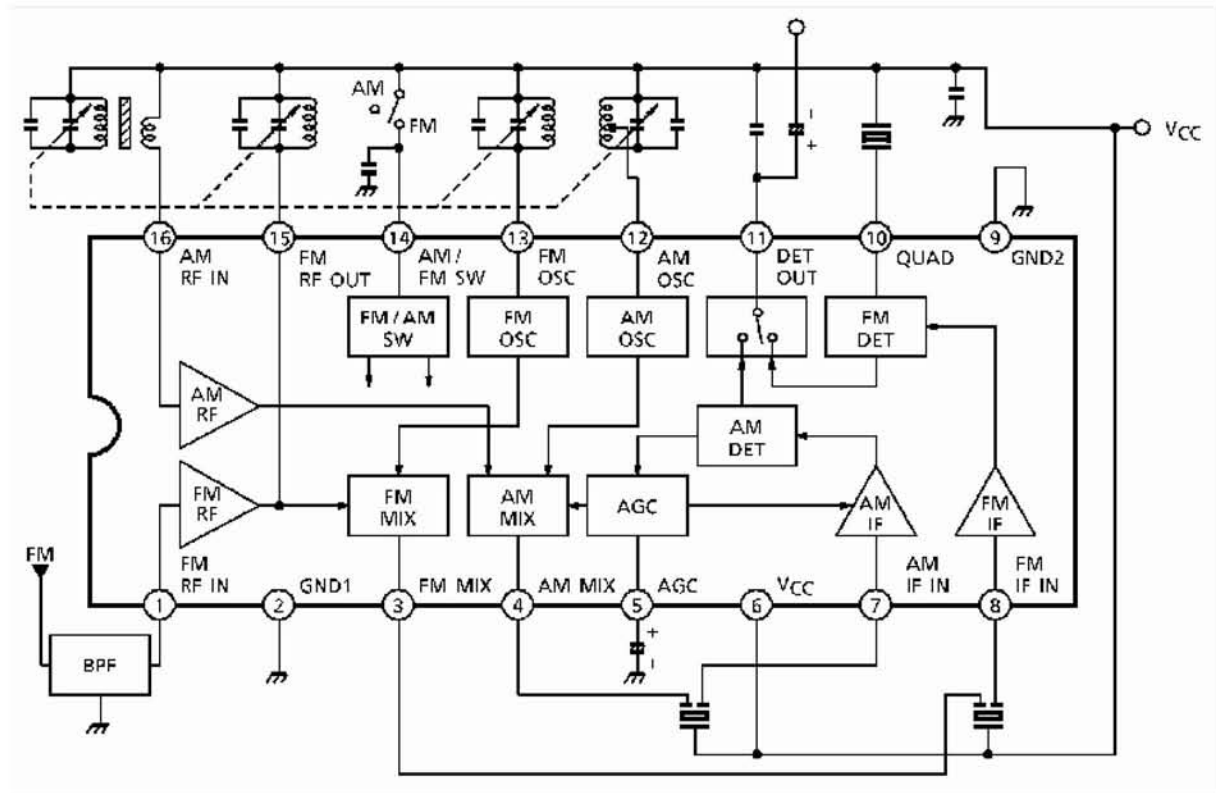 AM
FM
VCC
16
15
14
13
12
11
10
9
AM
RF IN
FM
RF OUT
AM /
FM SW
FM
OSC
AM
OSC
DET
OUT
QUAD
GND2
FM / AM
SW
FM
OSC
AM
OSC
FM
DET
AM
RF
AM
DET
FM
RF
FM
MIX
AM
MIX
AGC
AM
IF
FM
IF
FM
FM
RF IN
GND1
FM MIX
AM MIX
AGC
VCC
AM
IF IN
FM
IF IN
1
2
3
4
5
6
7
8
BPF